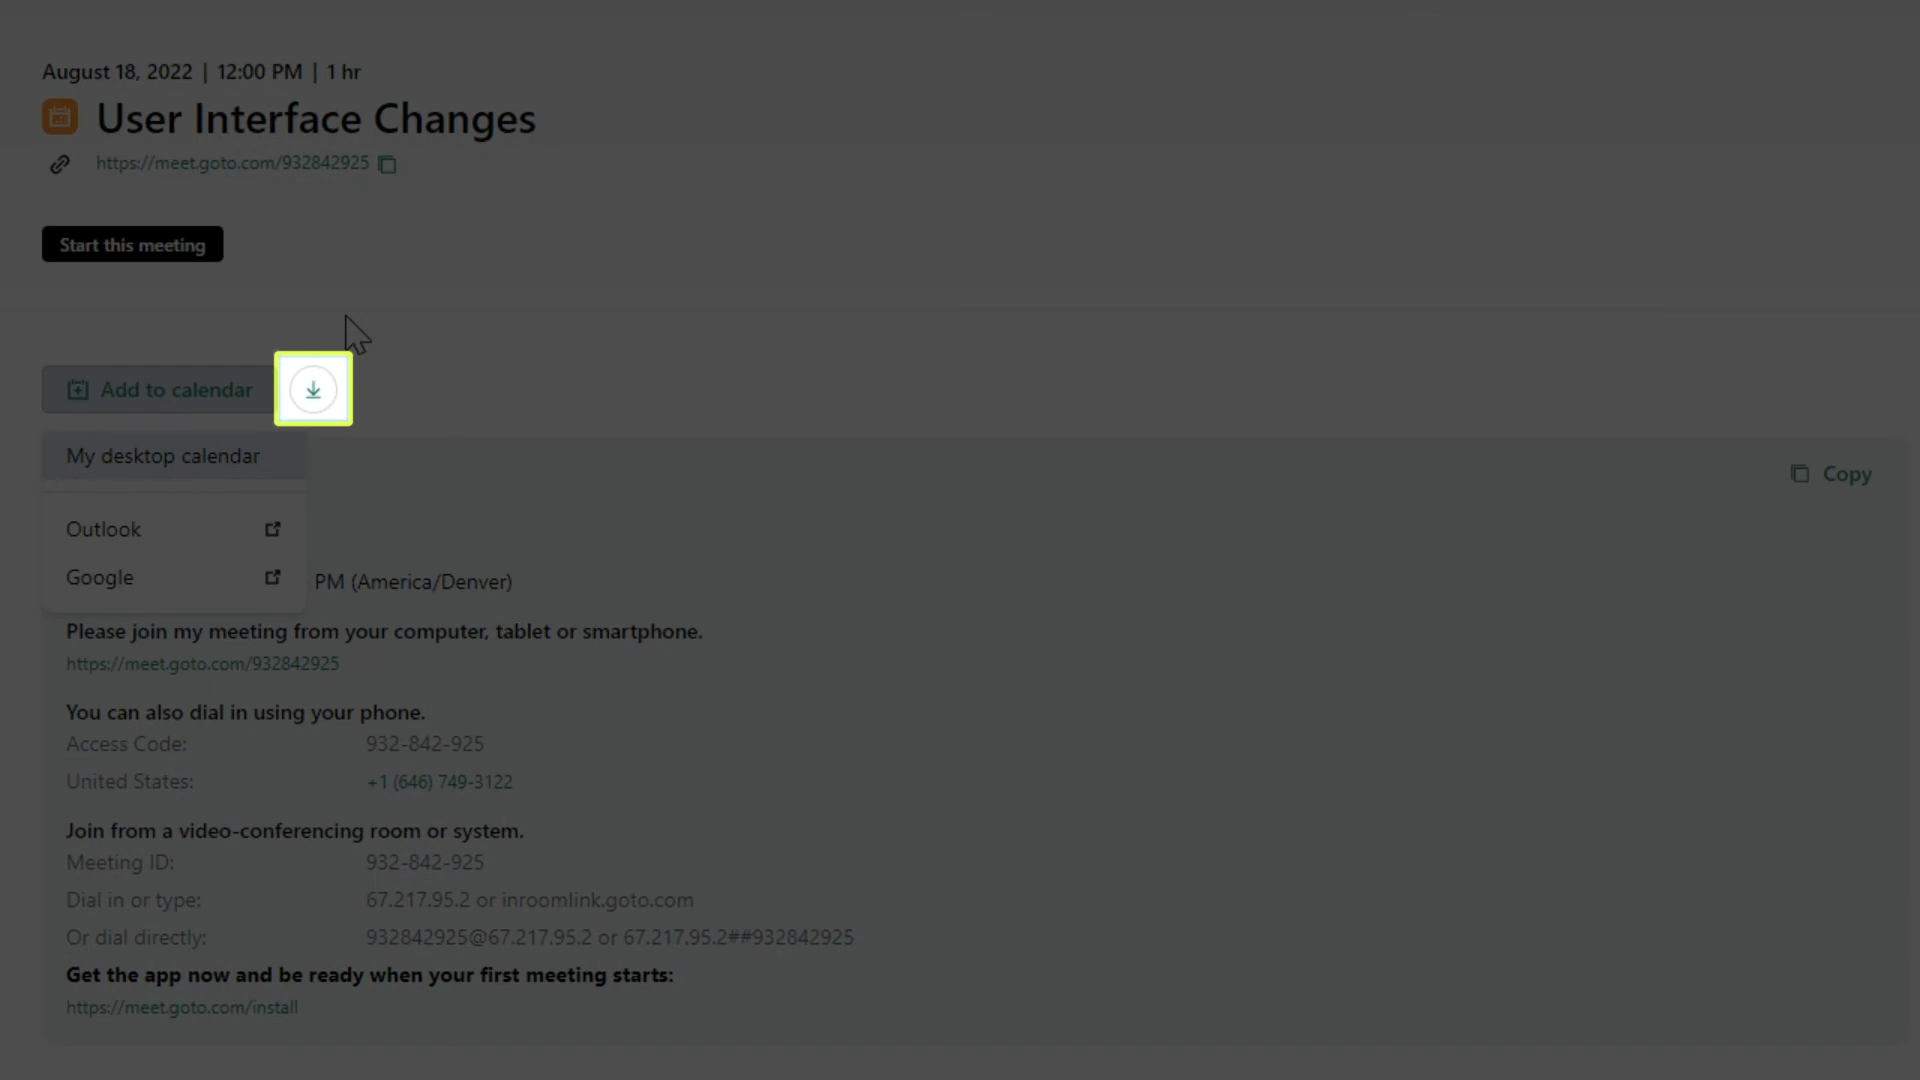 August 18, 2022 | 12:00 PM | 1 hr
User Interface Changes
https://meet.goto.com/932842925
Start this meeting
Add to calendar
My desktop calendar
Copy
Outlook
Google
PM (America/Denver)
Please join my meeting from your computer, tablet or smartphone.
https://meet.goto.com/932842925
You can also dial in using your phone.
Access Code: 932-842-925
United States: +1 (646) 749-3122
Join from a video-conferencing room or system.
Meeting ID: 932-842-925
Dial in or type: 67.217.95.2 or inroomlink.goto.com
Or dial directly: 932842925@67.217.95.2 or 67.217.95.2##932842925
Get the app now and be ready when your first meeting starts:
https://meet.goto.com/install